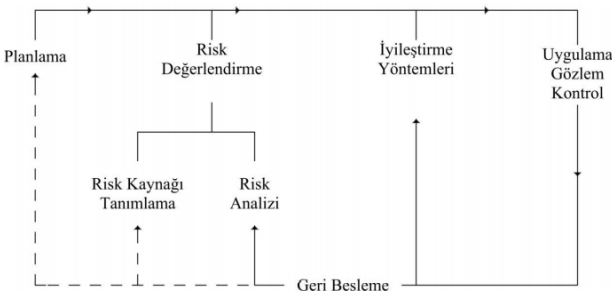 Planlama
Risk
Değerlendirme
İyileştirme
Yöntemleri
Uygulama
Gözlem
Kontrol
Risk Kaynağı
Tanımlama
Risk
Analizi
Geri Besleme